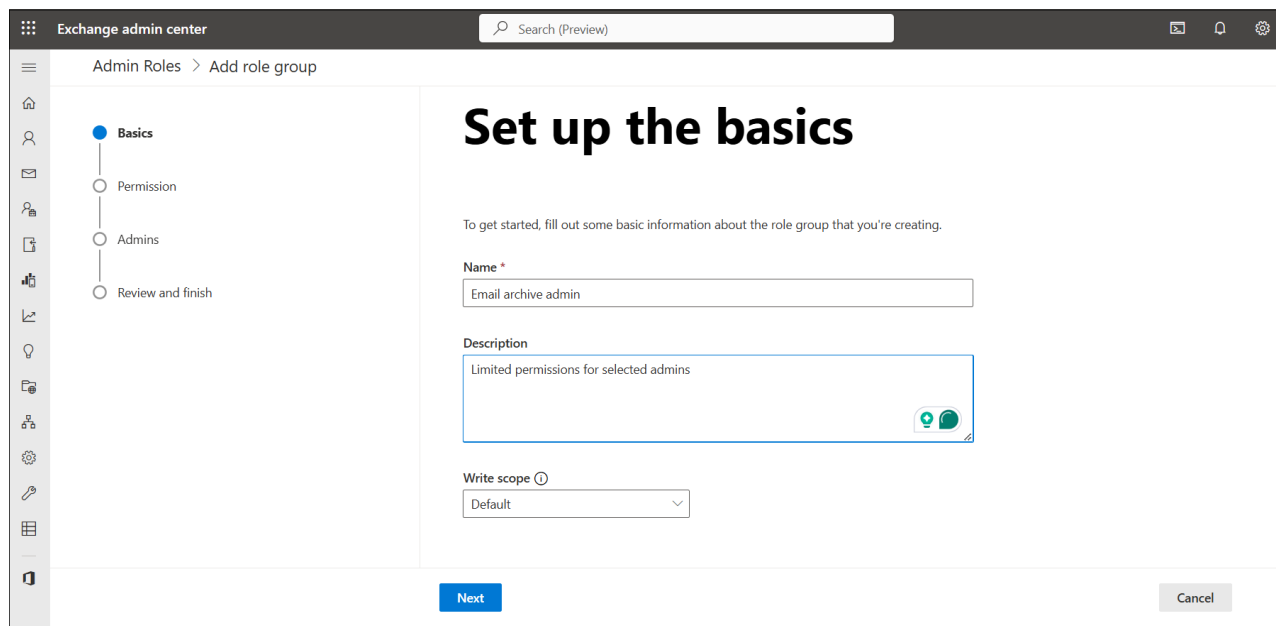 Exchange admin center
Search (Preview)
Admin Roles > Add role group
Basics
Permission
Admins
Review and finish
Set up the basics
To get started, fill out some basic information about the role group that you're creating.
Name *
Email archive admin
Description
Limited permissions for selected admins
Write scope
Default
Next
Cancel